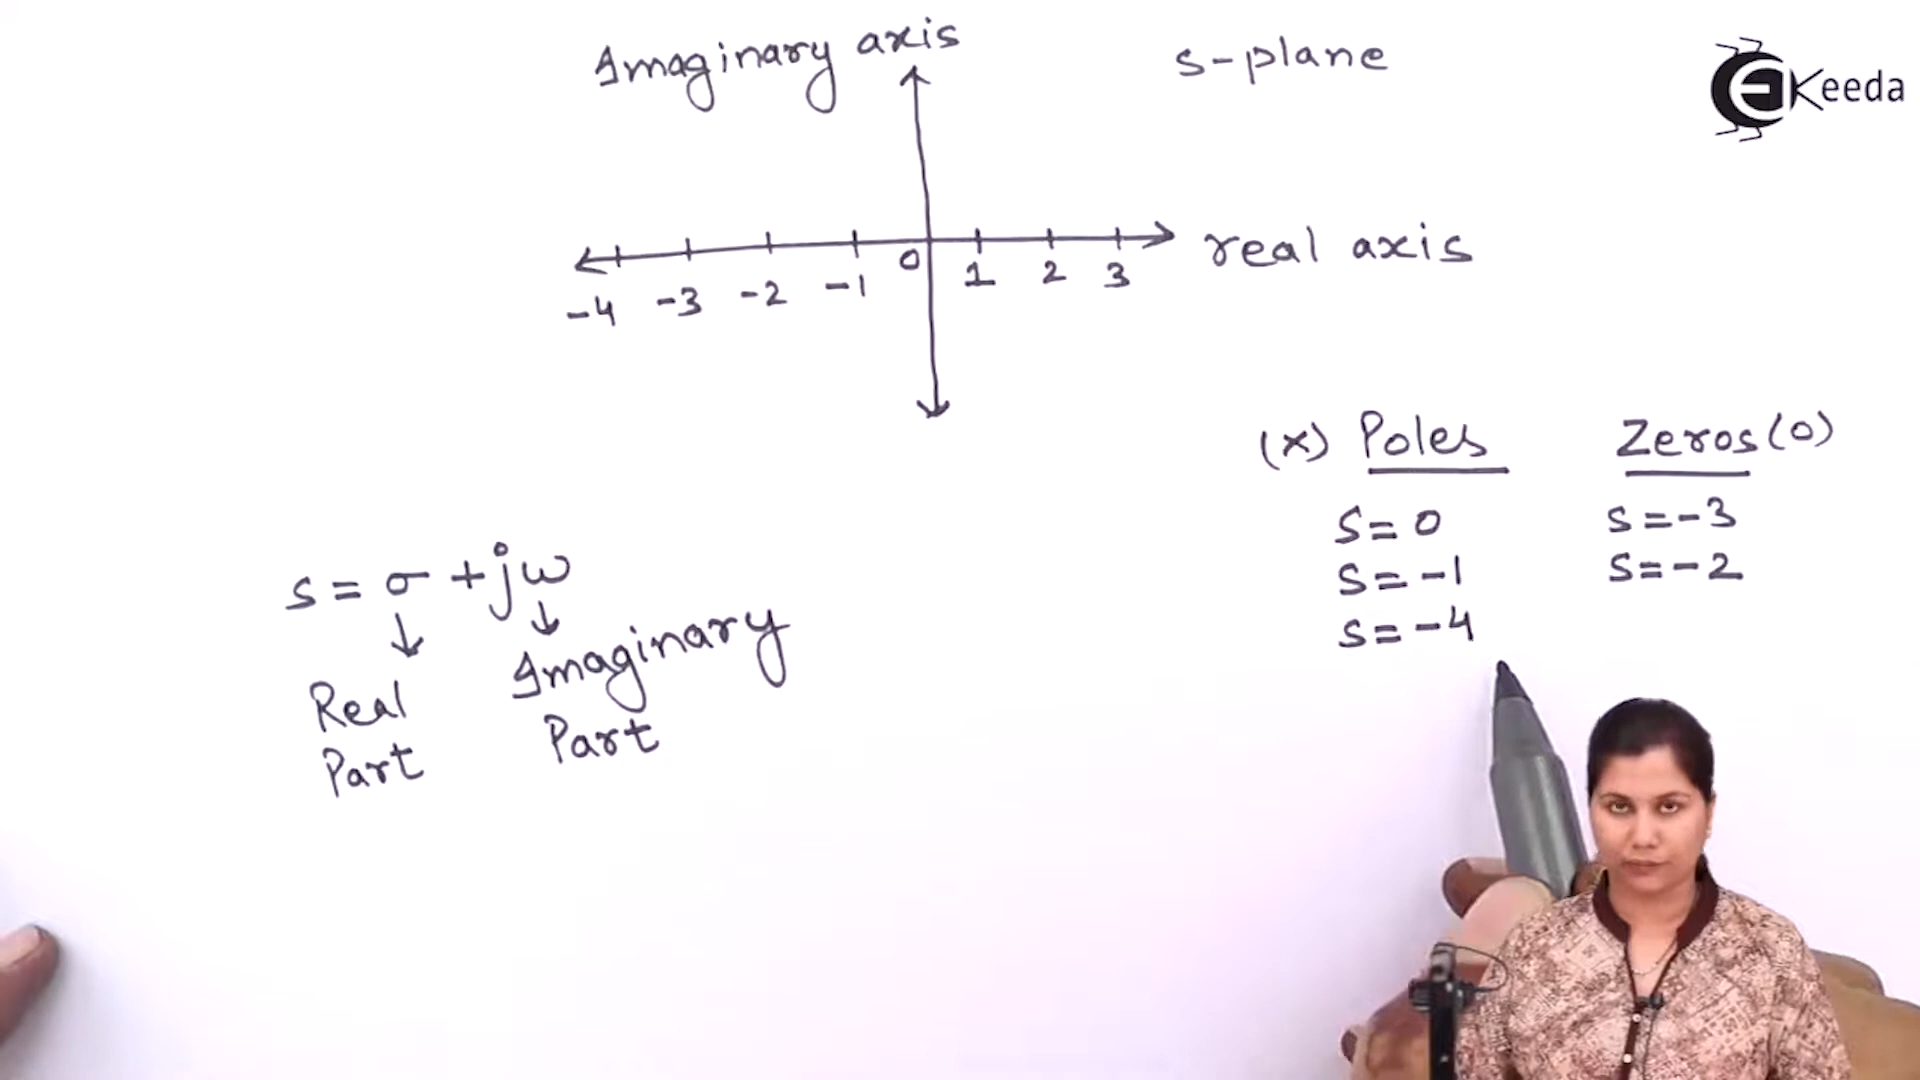 Imaginary axis
s-plane
EKeeda
real axis
0 1 2 3
-4 -3 -2 -1
(x) Poles Zeros (0)
s = 0 s = -3
s = -1 s = -2
s = -4
s = σ + jω
↓ ↓
Real Part
Imaginary Part